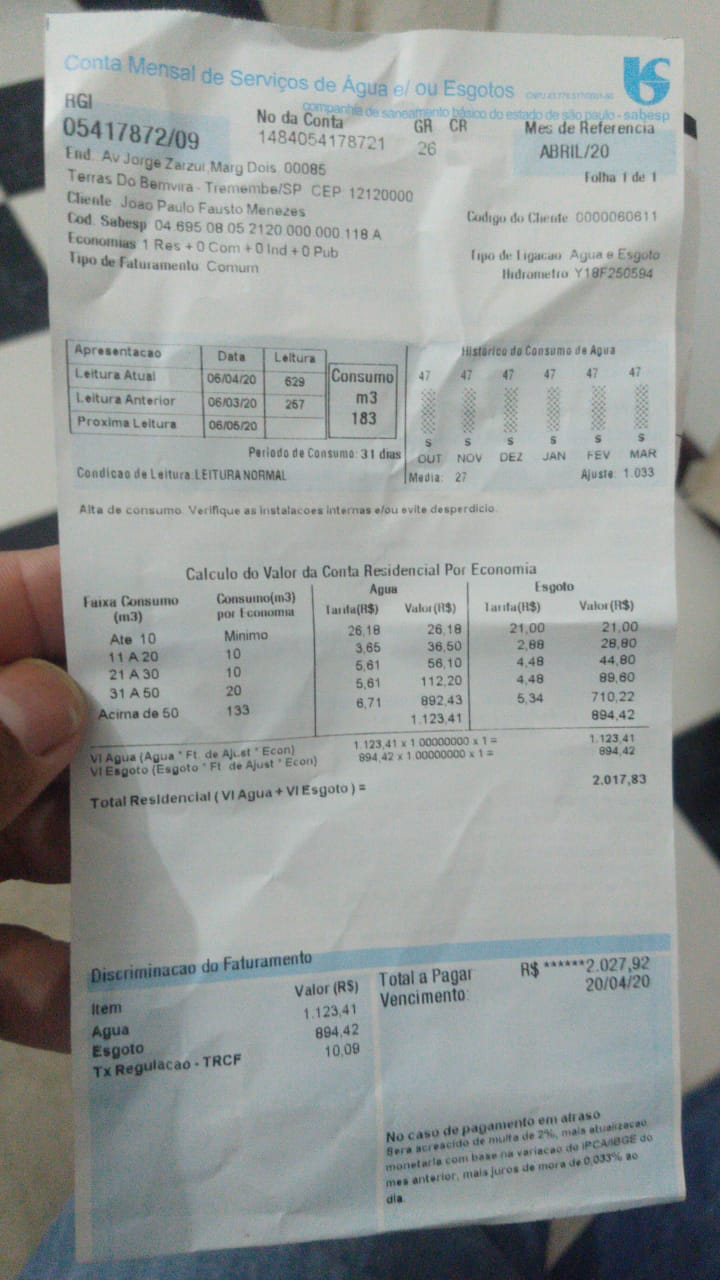 Conta Mensal de Serviços de Água e/ ou Esgotos
companhia de saneamento básico do estado de são paulo - sabesp
RGI
05417872/09
No da Conta
1484054178721
GR CR
26
Mes de Referencia
ABRIL/20
Folha 1 de 1
End.. Av Jorge Zarzur,Marg Dois. 00085
Terras Do Bemvira - Tremembe/SP CEP 12120000
Cliente Joao Paulo Fausto Menezes
Codigo do Cliente 0000060611
Cod. Sabesp 04 695 08 05 2120 000 000 118 A
Economias 1 Res + 0 Com + 0 Ind + 0 Pub
Tipo de Ligacao Agua e Esgoto
Tipo de Faturamento Comum
Hidrometro Y18F250594
Apresentacao Data Leitura
Leitura Atual 06/04/20 629
Leitura Anterior 06/03/20 267
Proxima Leitura 06/05/20
Consumo
m3
183
Periodo de Consumo: 31 dias
Condicao de Leitura:LEITURA NORMAL
Histórico do Consumo de Agua
47 47 47 47 47 47
S S S S S S
OUT NOV DEZ JAN FEV MAR
Media: 27 Ajuste: 1.033
Alta de consumo. Verifique as instalacoes internas e/ou evite desperdicio.
Calculo do Valor da Conta Residencial Por Economia
Agua Esgoto
Faixa Consumo (m3) Consumo(m3) por Economia Tarifa(R$) Valor(R$) Tarifa(R$) Valor(R$)
Ate 10 Minimo 26,18 26,18 21,00 21,00
11 A 20 10 3,65 36,50 2,88 28,80
21 A 30 10 5,61 56,10 4,48 44,80
31 A 50 20 5,61 112,20 4,48 89,60
Acima de 50 133 6,71 892,43 5,34 710,22
1.123,41 894,42
Vl Agua (Agua * Ft. de Ajust * Econ) 1.123,41 x 1.00000000 x 1 = 1.123,41
Vl Esgoto (Esgoto * Ft. de Ajust * Econ) 894,42 x 1.00000000 x 1 = 894,42
Total Residencial ( Vl Agua + Vl Esgoto ) = 2.017,83
Discriminacao do Faturamento
Item Valor (R$)
Agua 1.123,41
Esgoto 894,42
Tx Regulacao - TRCF 10,09
Total a Pagar R$ ******2.027,92
Vencimento: 20/04/20
No caso de pagamento em atraso
Sera acrescido de multa de 2%, mais atualizacao
monetaria com base na variacao do IPCA/IBGE do
mes anterior, mais juros de mora de 0,033% ao
dia.